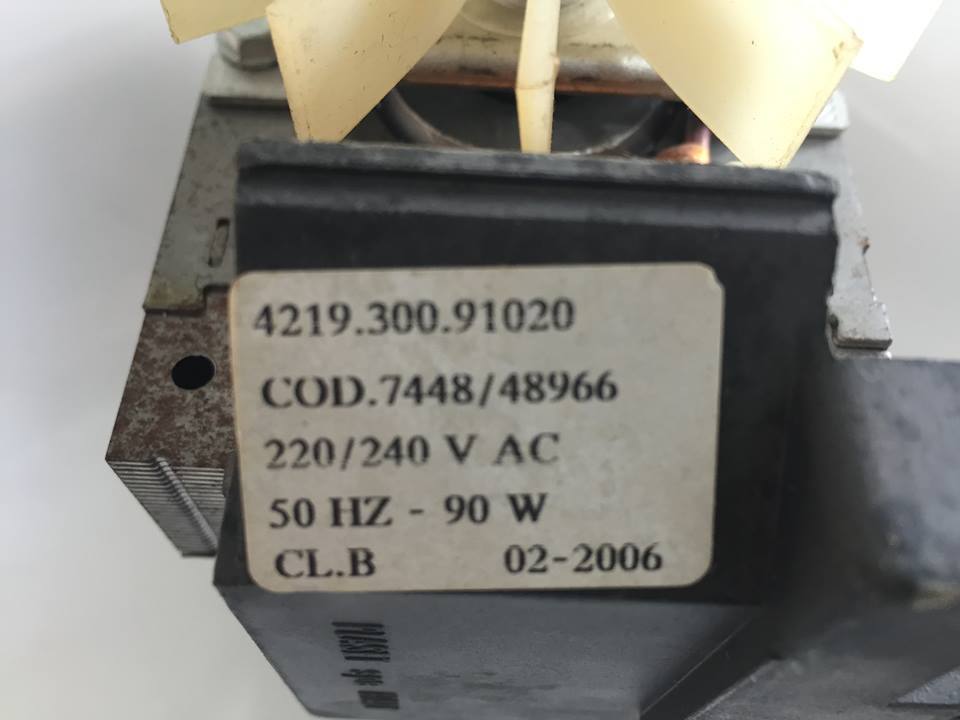 4219.300.91020
COD.7448/48966
220/240 V AC
50 HZ - 90 W
CL.B 02-2006